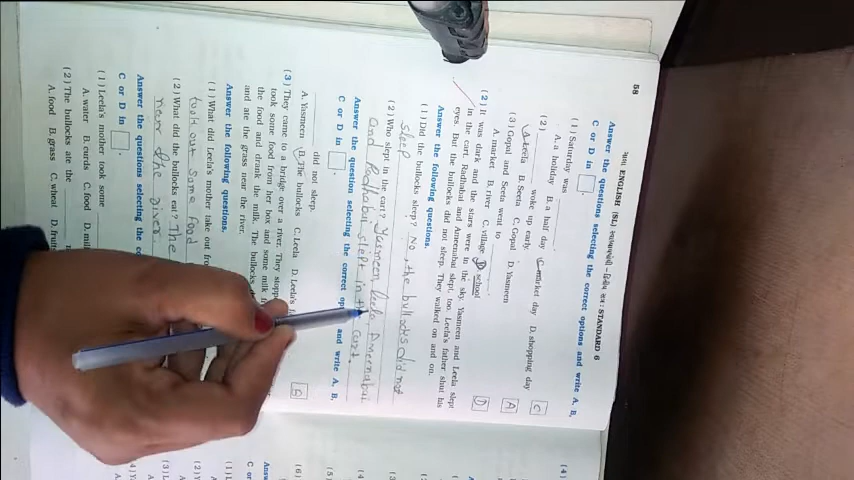 58
ENGLISH (SL) STANDARD 6
Answer the questions selecting the correct options and write A, B,
C or D in
(1) Saturday was
A. a holiday B. a half day C. market day D. shopping day
C
(2) woke up early.
A. Leela B. Seeta C. Gopal D. Yasmeen
A
(3) Gopal and Seeta went to
A. market B. river C. village D. school
D
(2) It was dark and the stars were in the sky. Yasmeen and Leela slept
in the cart. Radhabai and Ameenabai slept, too. Leela's father shut his
eyes. But the bullocks did not sleep. They walked on and on.
Answer the following questions.
(1) Did the bullocks sleep? No, the bullocks did not
sleep
(2) Who slept in the cart? Yasmeen, Leela, Ameenabai
and Radhabai slept in the cart.
Answer the question selecting the correct and write A, B,
C or D in
did not sleep.
A. Yasmeen B. The bullocks C. Leela D. Leela's
B
(3) They came to a bridge over a river. They
took some food from her box and some milk
the food and drank the milk. The bullocks
and ate the grass near the river.
Answer the following questions.
(1) What did Leela's mother take out
took out some food
(2) What did the bullocks eat? The
near the river.
Answer the questions selecting the
C or D in
(1) Leela's mother took some
A. water B. curds C. food D.
(2) The bullocks ate the
A. food B. grass C. wheat D.